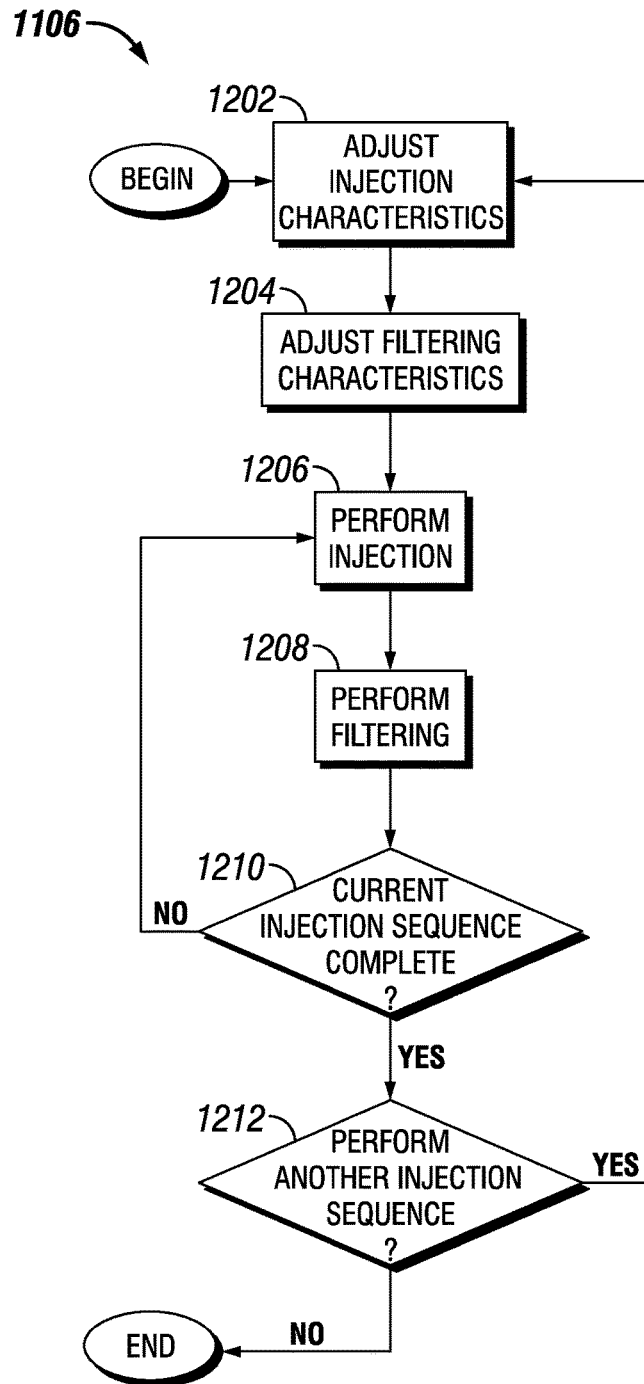 1106
1202
BEGIN
ADJUST
INJECTION
CHARACTERISTICS
1204
ADJUST FILTERING
CHARACTERISTICS
1206
PERFORM
INJECTION
1208
PERFORM
FILTERING
1210
CURRENT
INJECTION SEQUENCE
COMPLETE
?
NO
YES
1212
PERFORM
ANOTHER INJECTION
SEQUENCE
?
YES
NO
END